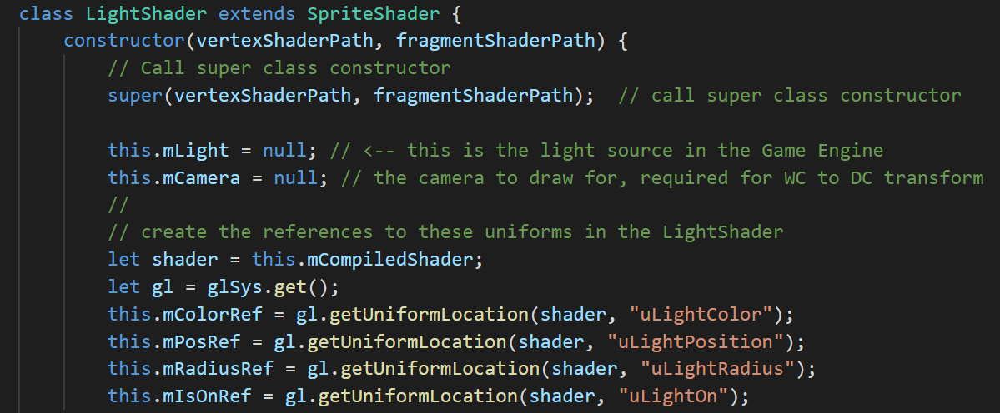 class LightShader extends SpriteShader {
    constructor(vertexShaderPath, fragmentShaderPath) {
        // Call super class constructor
        super(vertexShaderPath, fragmentShaderPath);  // call super class constructor

        this.mLight = null; // <-- this is the light source in the Game Engine
        this.mCamera = null; // the camera to draw for, required for WC to DC transform
        //
        // create the references to these uniforms in the LightShader
        let shader = this.mCompiledShader;
        let gl = glSys.get();
        this.mColorRef = gl.getUniformLocation(shader, "uLightColor");
        this.mPosRef = gl.getUniformLocation(shader, "uLightPosition");
        this.mRadiusRef = gl.getUniformLocation(shader, "uLightRadius");
        this.mIsOnRef = gl.getUniformLocation(shader, "uLightOn");